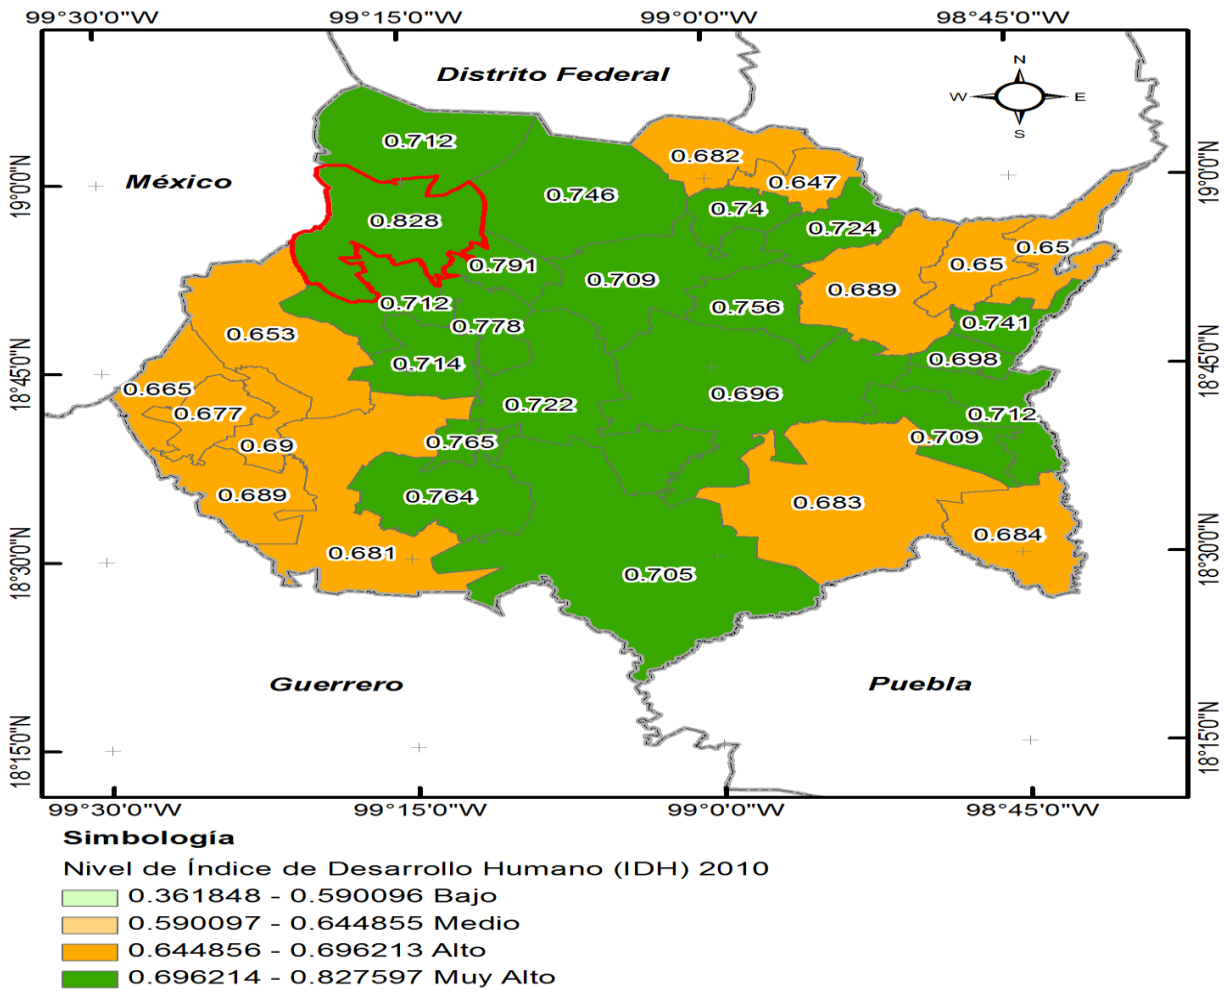 99°30'0"W 99°15'0"W 99°0'0"W 98°45'0"W
Distrito Federal
N
W E
S
México
19°0'0"N 19°0'0"N
0.712
0.682
0.647
0.746
0.74
0.828
0.724
0.65
0.791
0.65
0.709
0.689
0.712
0.756
0.778
0.741
0.653
0.714
0.698
18°45'0"N 18°45'0"N
0.665
0.696
0.722
0.677
0.712
0.765
0.709
0.69
0.689
0.764
0.683
0.684
0.681
18°30'0"N 18°30'0"N
0.705
Guerrero
Puebla
18°15'0"N 18°15'0"N
99°30'0"W 99°15'0"W 99°0'0"W 98°45'0"W
Simbología
Nivel de Índice de Desarrollo Humano (IDH) 2010
0.361848 - 0.590096 Bajo
0.590097 - 0.644855 Medio
0.644856 - 0.696213 Alto
0.696214 - 0.827597 Muy Alto